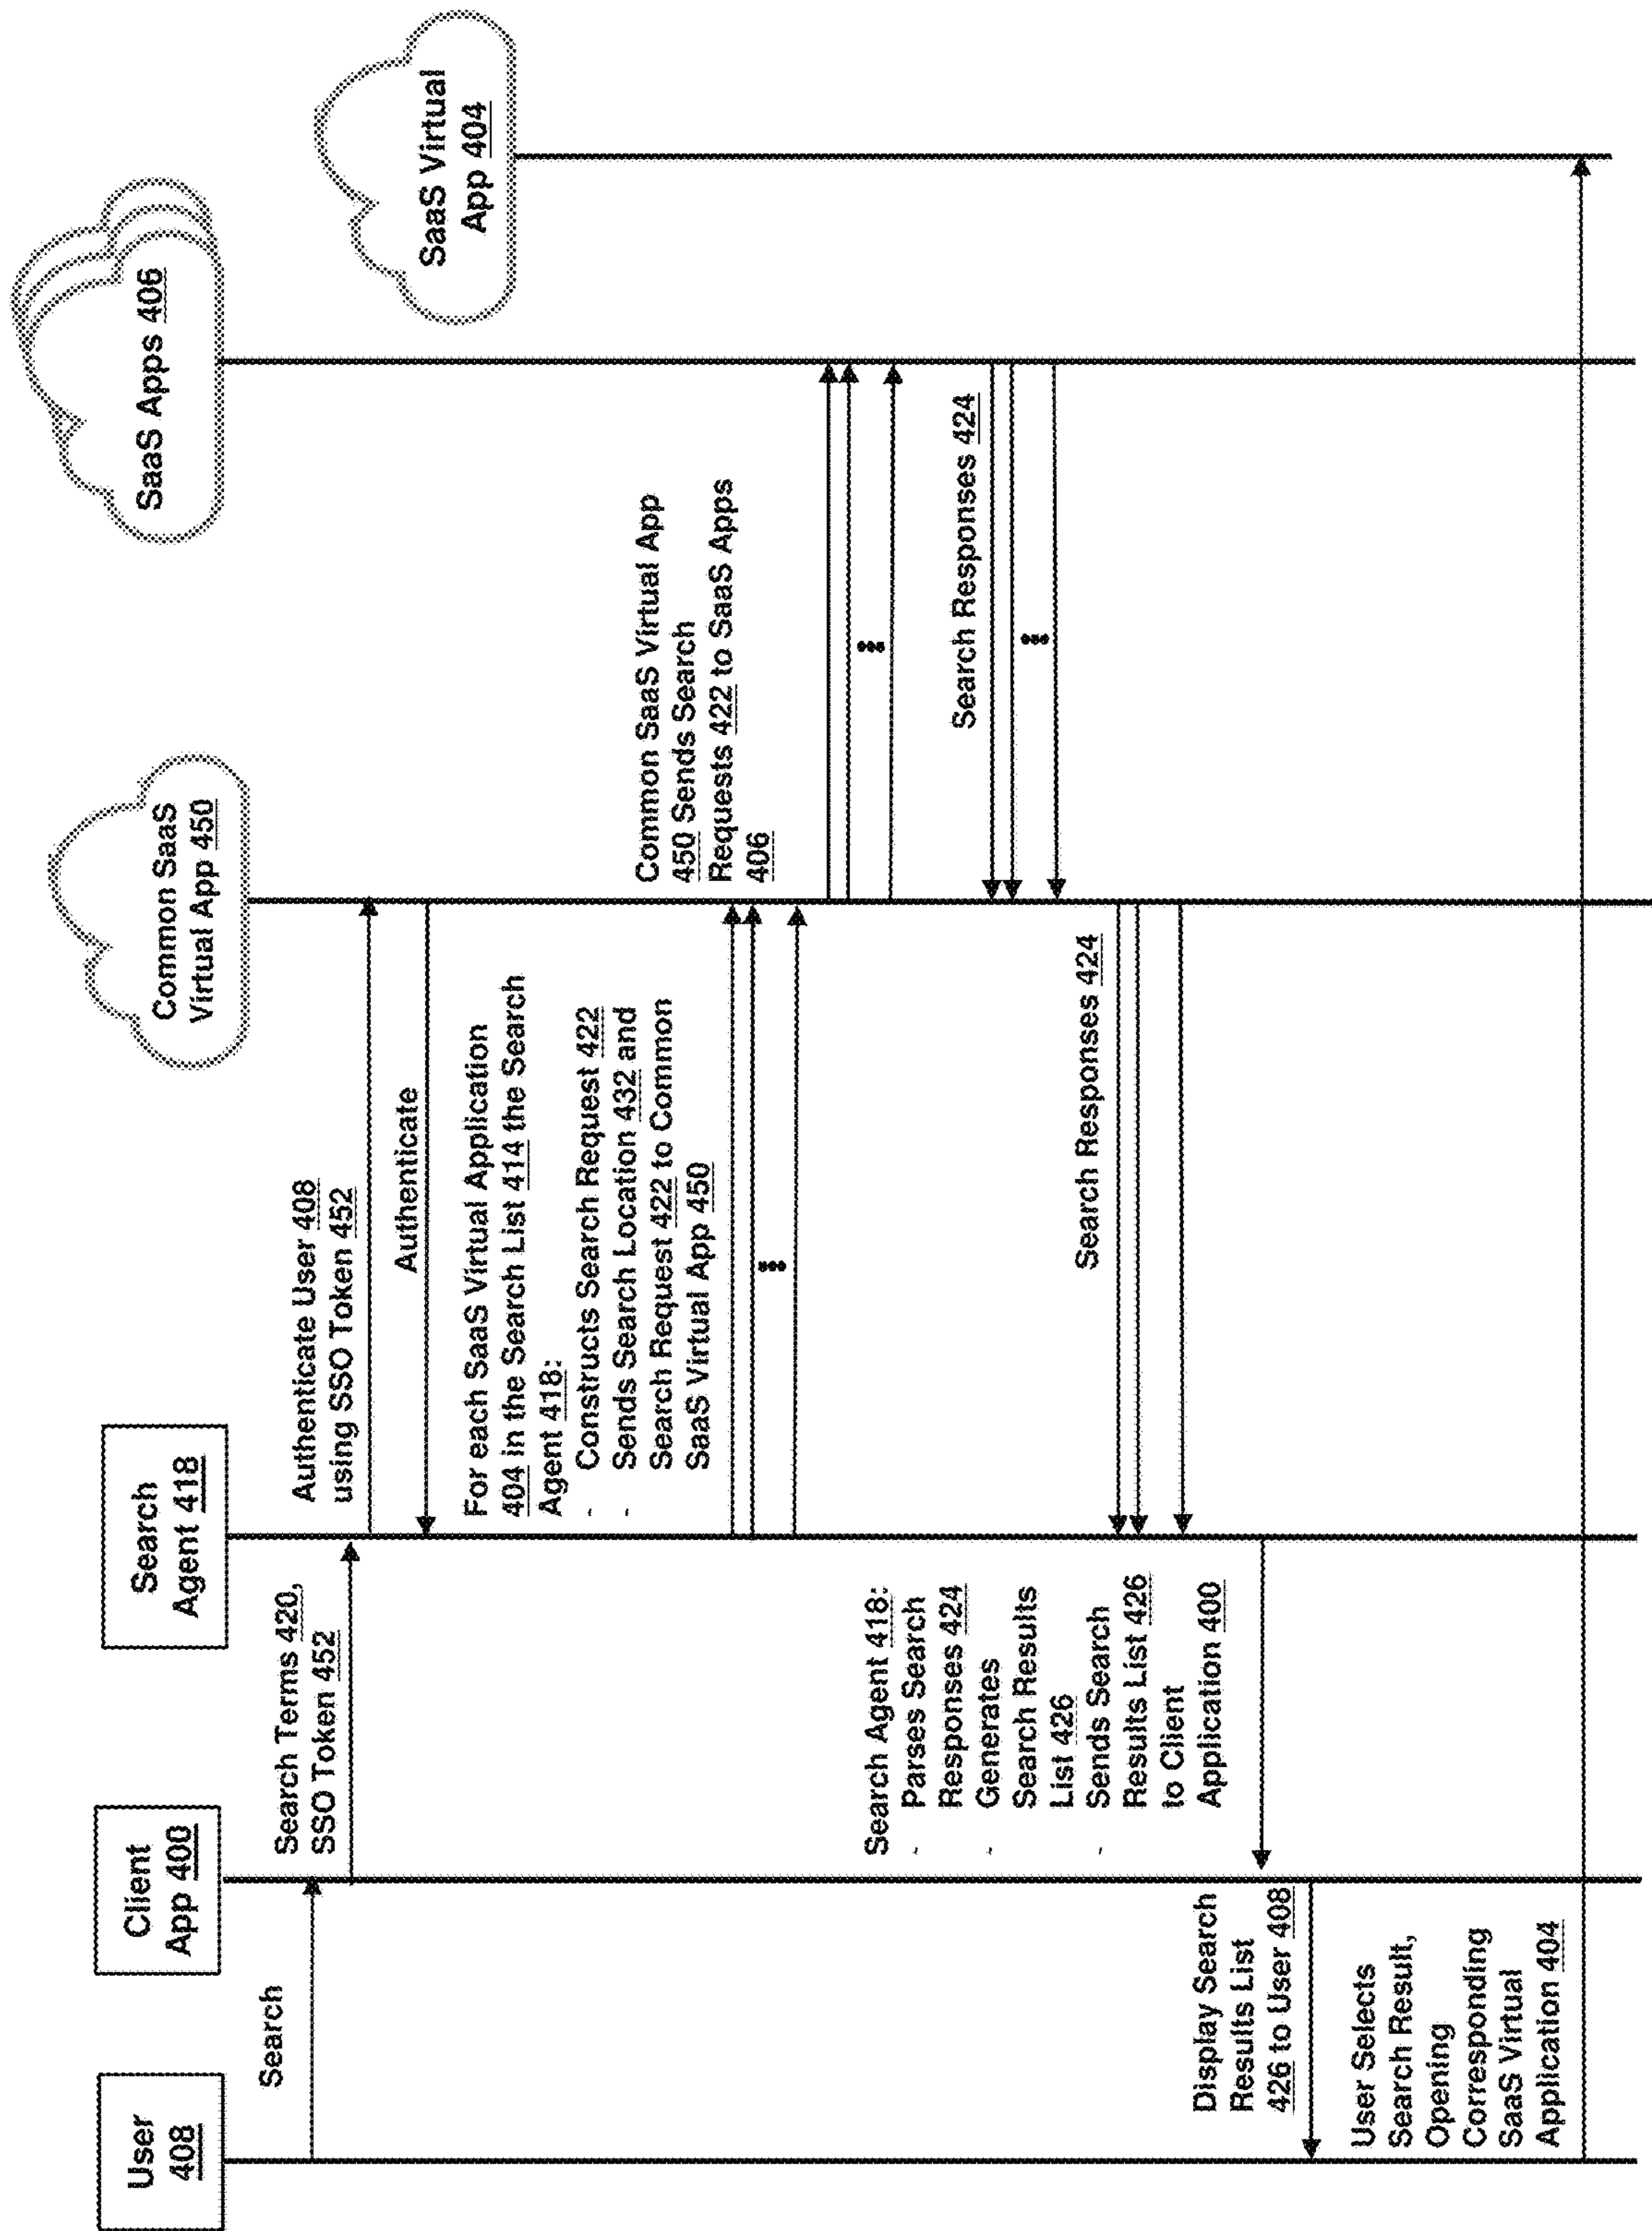 User
408
Client
App 400
Search
Agent 418
Common SaaS
Virtual App 450
SaaS Apps 406
SaaS Virtual
App 404
Search
Search Terms 420,
SSO Token 452
Authenticate User 408
using SSO Token 452
Authenticate
For each SaaS Virtual Application
404 in the Search List 414 the Search
Agent 418:
- Constructs Search Request 422
- Sends Search Location 432 and
Search Request 422 to Common
SaaS Virtual App 450
Common SaaS Virtual App
450 Sends Search
Requests 422 to SaaS Apps
406
Search Responses 424
Search Responses 424
Search Agent 418:
- Parses Search
Responses 424
- Generates
Search Results
List 426
- Sends Search
Results List 426
to Client
Application 400
Display Search
Results List
426 to User 408
User Selects
Search Result,
Opening
Corresponding
SaaS Virtual
Application 404